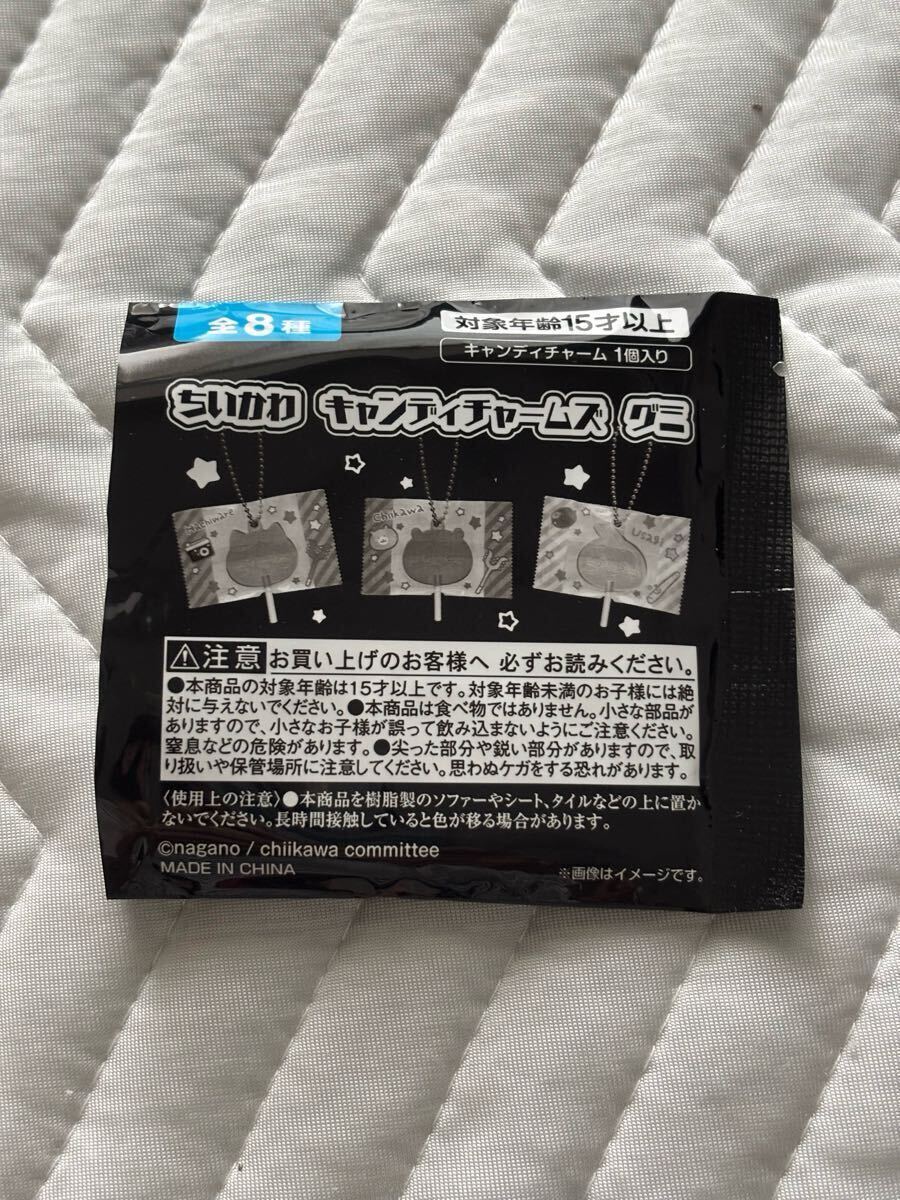 全8種
対象年齢15才以上
キャンディチャーム 1個入り
ちいかわ キャンディチャームズ グミ
Hachiware
Chiikawa
Usagi
注意 お買い上げのお客様へ 必ずお読みください。
●本商品の対象年齢は15才以上です。対象年齢未満のお子様には絶
対に与えないでください。●本商品は食べ物ではありません。小さな部品が
ありますので、小さなお子様が誤って飲み込まないようにご注意ください。
窒息などの危険があります。●尖った部分や鋭い部分がありますので、取
り扱いや保管場所に注意してください。思わぬケガをする恐れがあります。
〈使用上の注意〉●本商品を樹脂製のソファーやシート、タイルなどの上に置か
ないでください。長時間接触していると色が移る場合があります。
©nagano / chiikawa committee
MADE IN CHINA
※画像はイメージです。